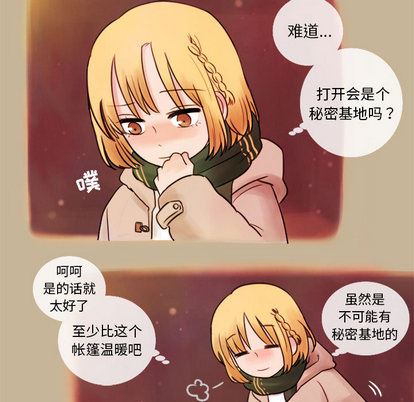 难道...
打开会是个
秘密基地吗？
噗
呵呵
是的话就
太好了
至少比这个
帐篷温暖吧
虽然是
不可能有
秘密基地的